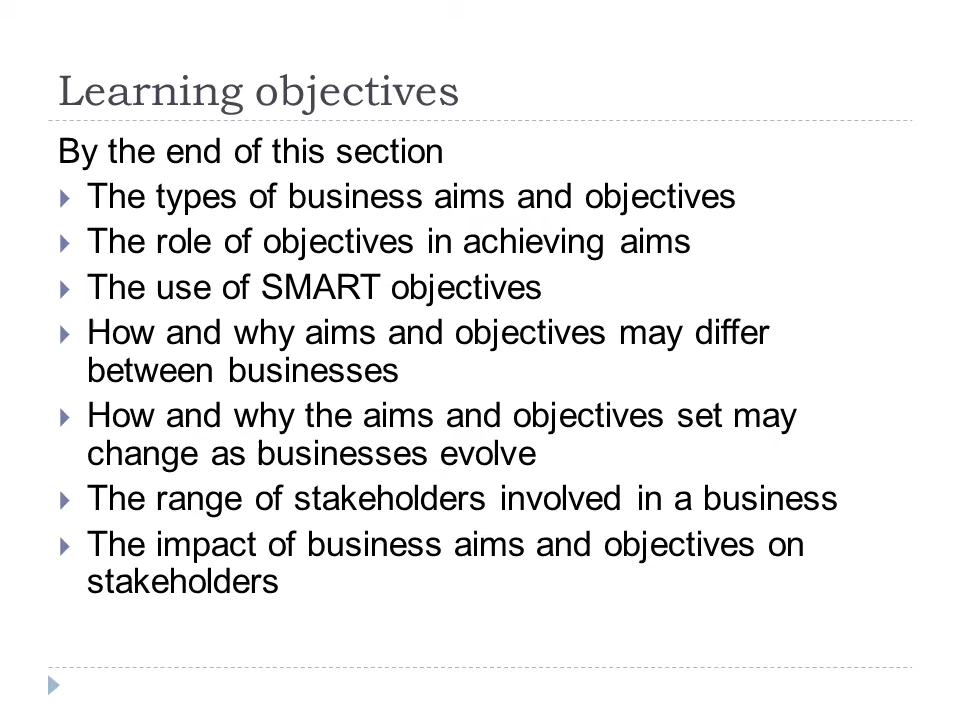 Learning objectives
By the end of this section
The types of business aims and objectives
The role of objectives in achieving aims
The use of SMART objectives
How and why aims and objectives may differ
between businesses
How and why the aims and objectives set may
change as businesses evolve
The range of stakeholders involved in a business
The impact of business aims and objectives on
stakeholders